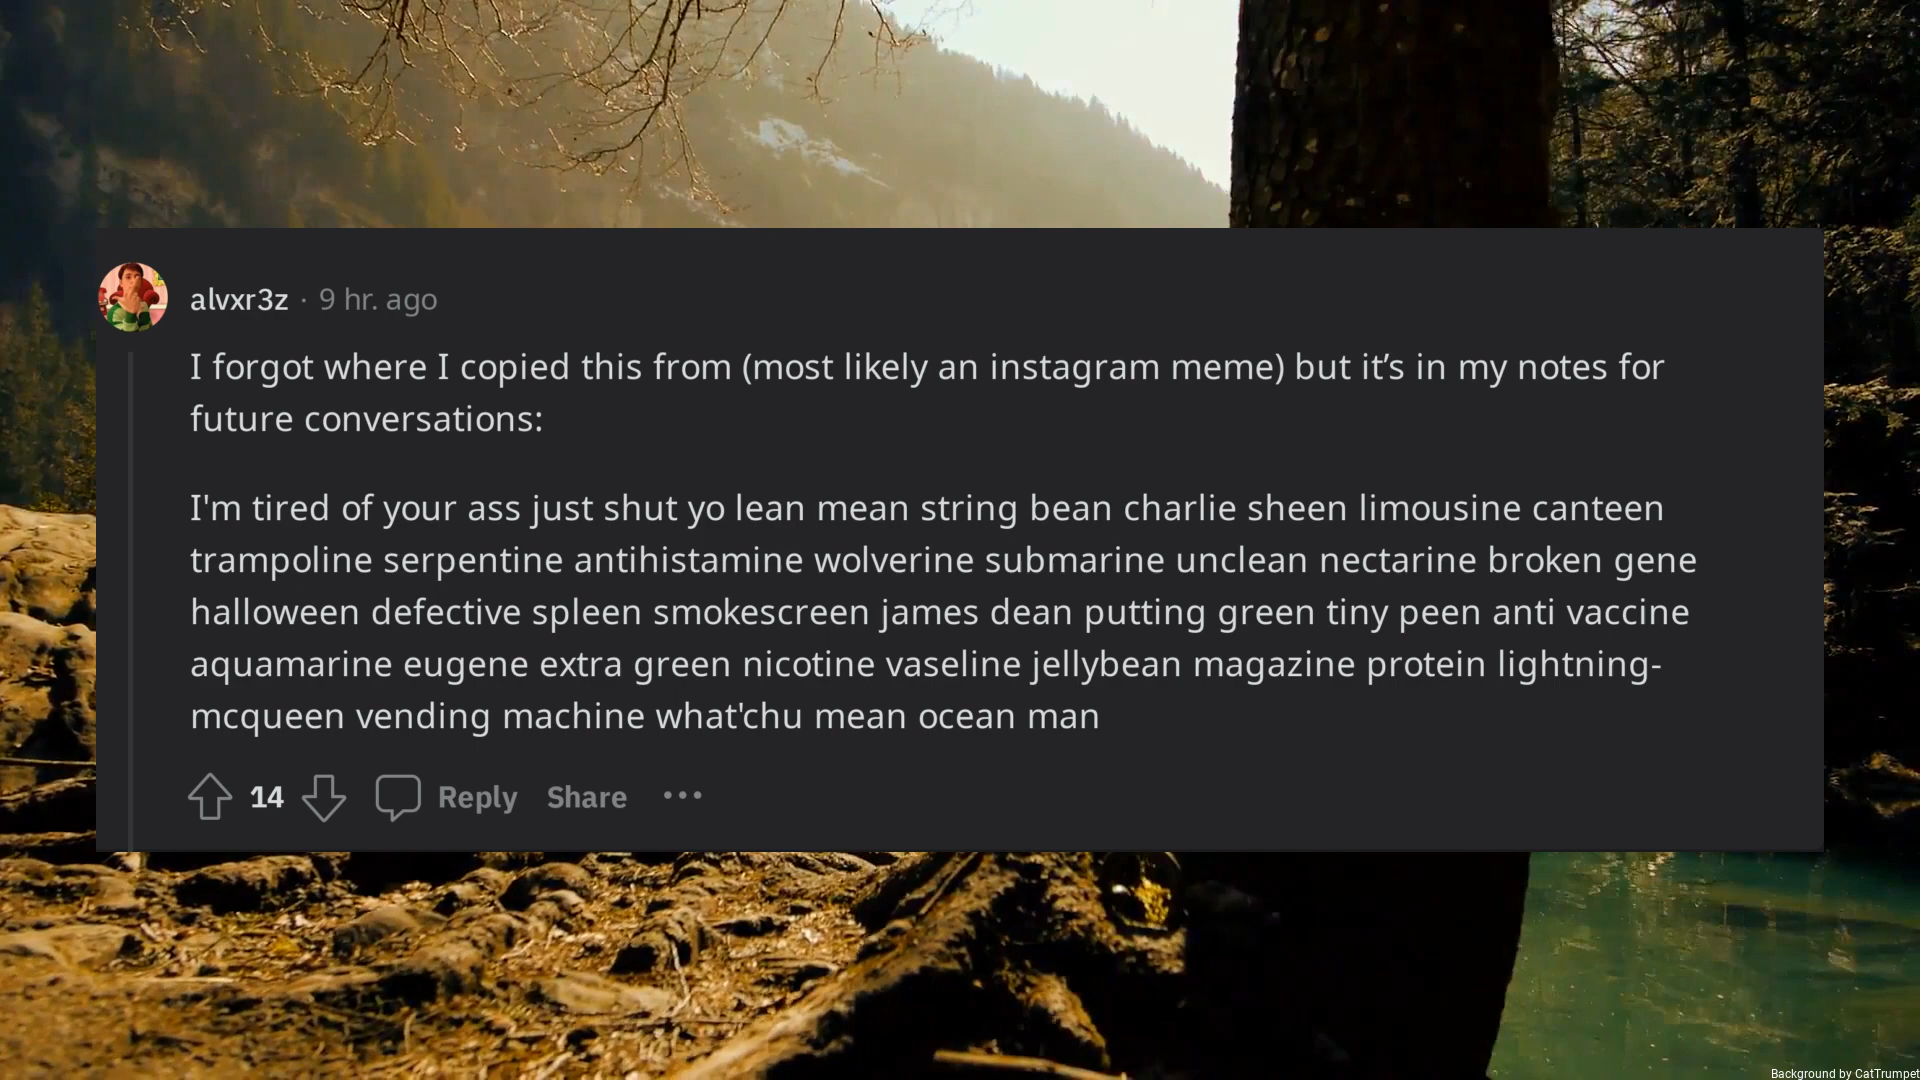 alvxr3z · 9 hr. ago
I forgot where I copied this from (most likely an instagram meme) but it’s in my notes for
future conversations:
I'm tired of your ass just shut yo lean mean string bean charlie sheen limousine canteen
trampoline serpentine antihistamine wolverine submarine unclean nectarine broken gene
halloween defective spleen smokescreen james dean putting green tiny peen anti vaccine
aquamarine eugene extra green nicotine vaseline jellybean magazine protein lightning-
mcqueen vending machine what'chu mean ocean man
14 Reply Share ···
Background by CatTrumpet